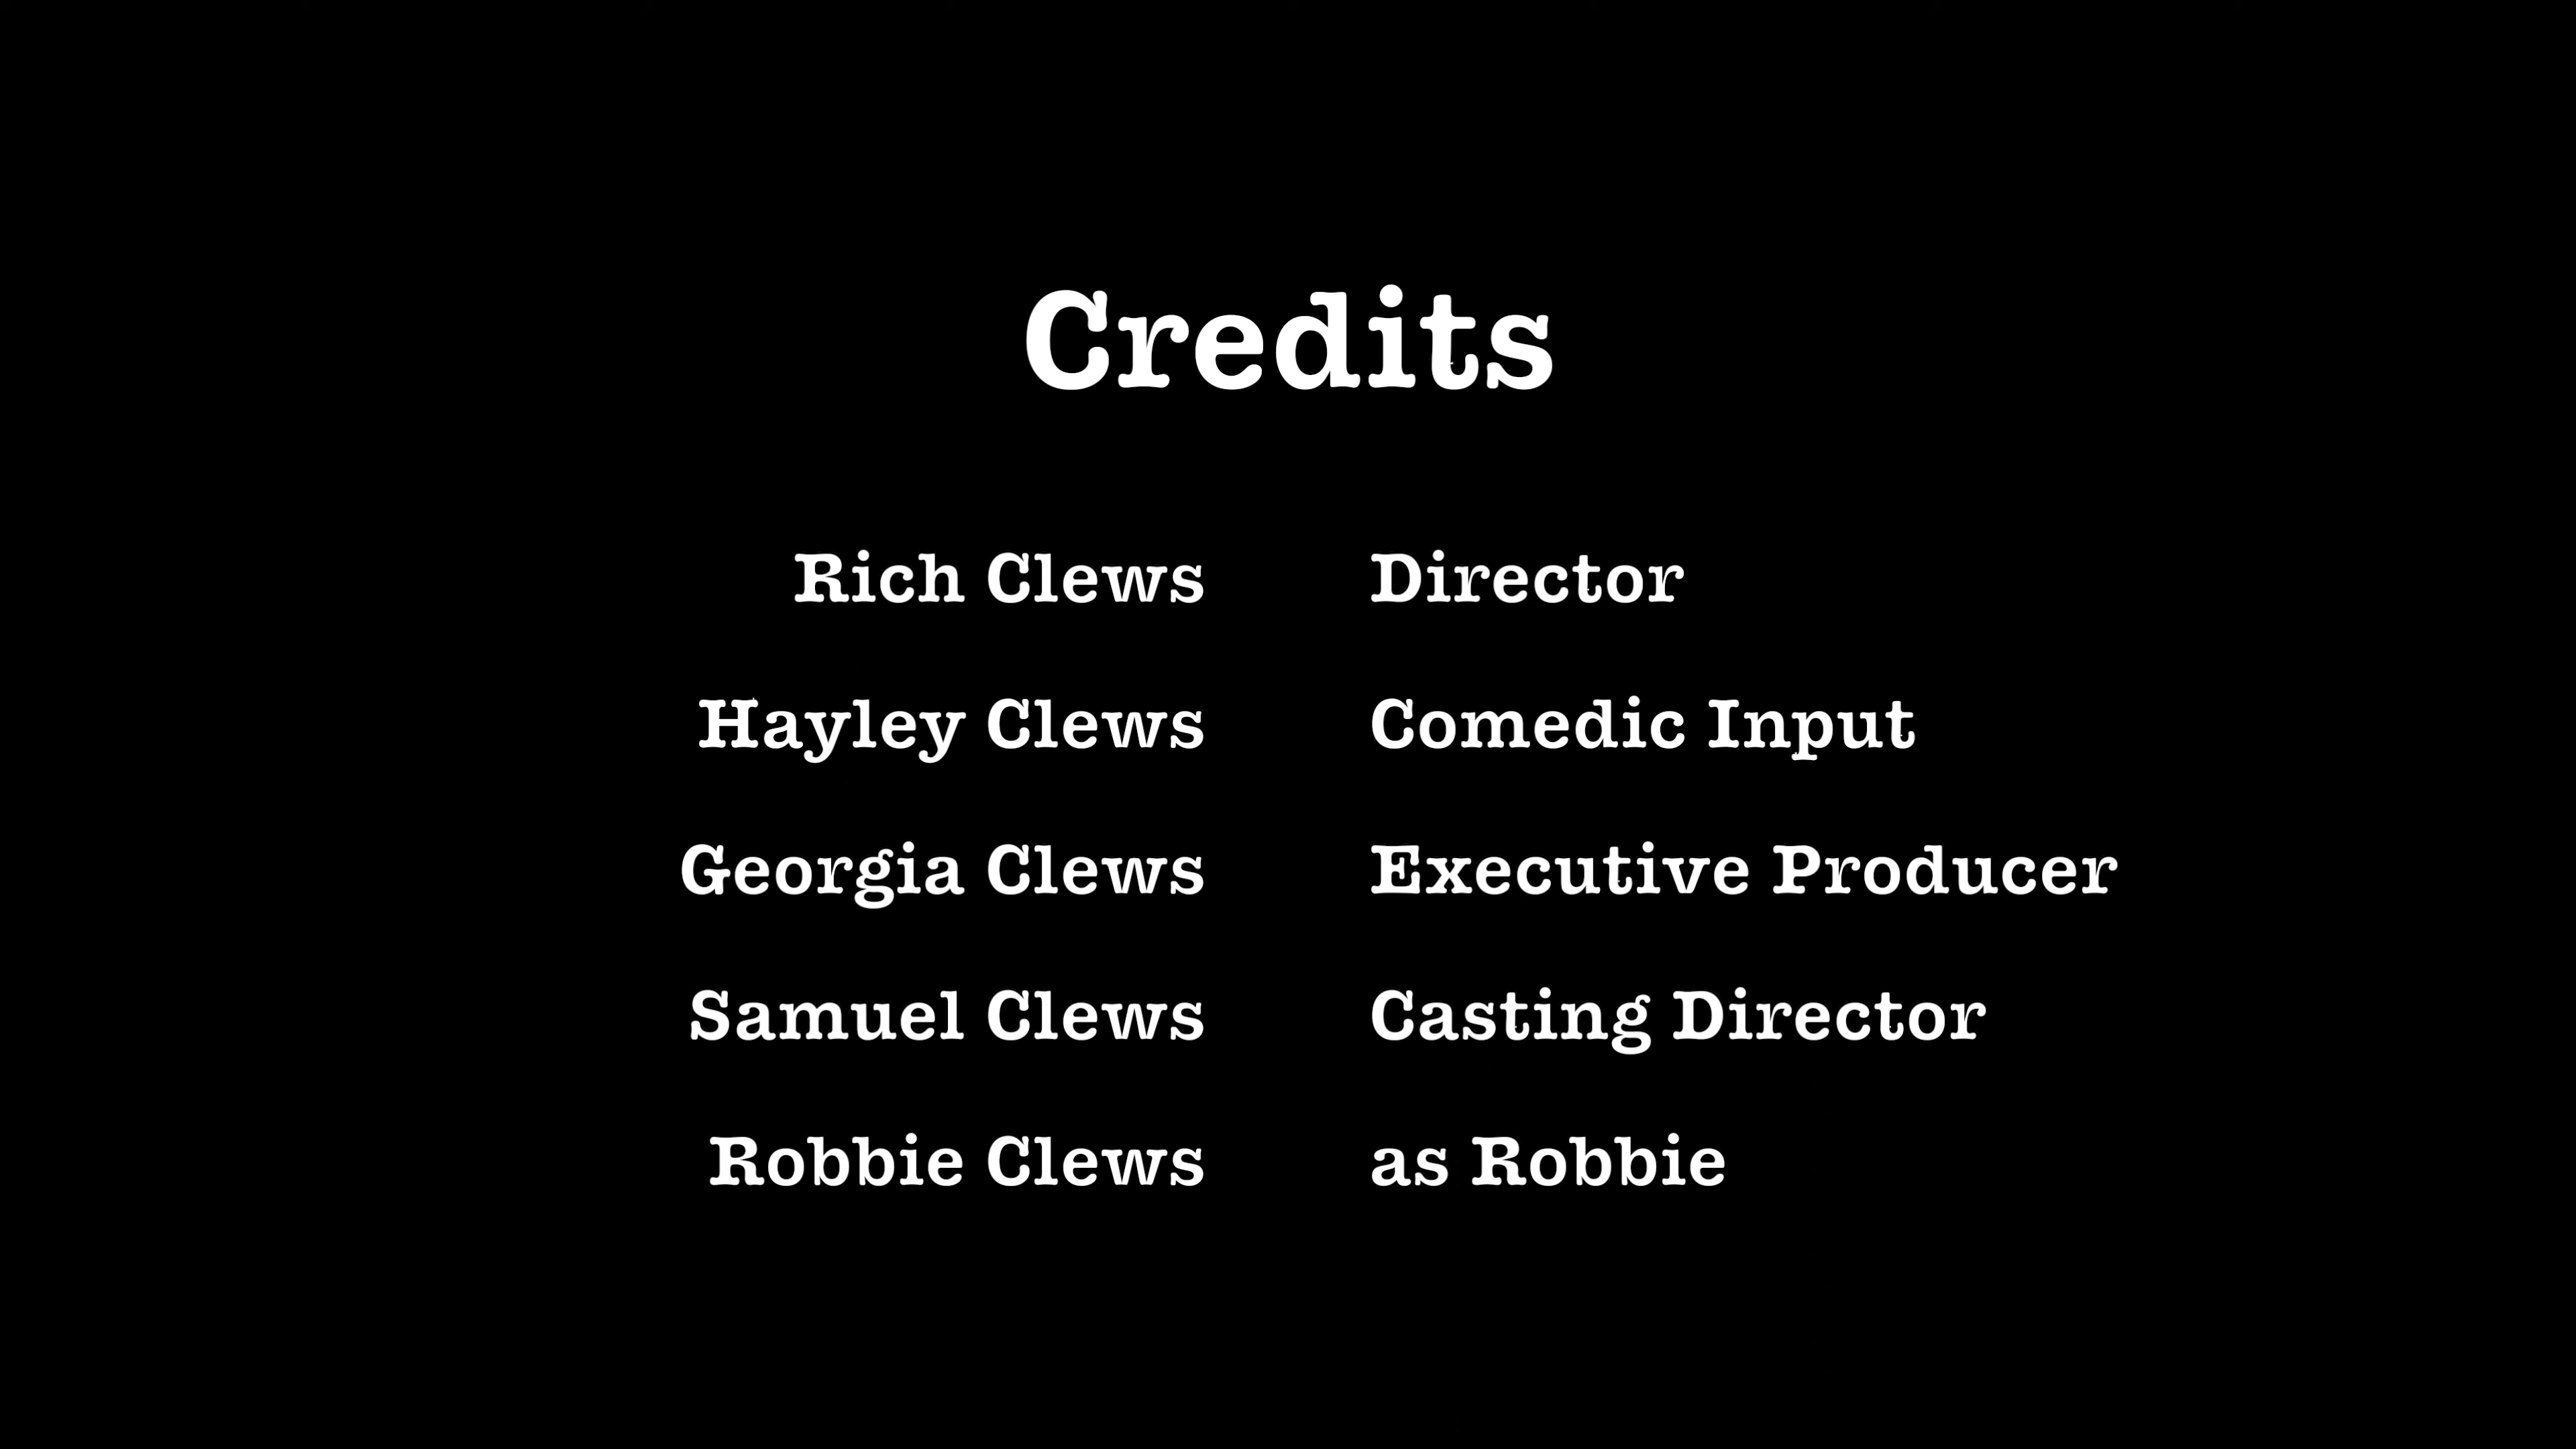 Credits
Rich Clews Director
Hayley Clews Comedic Input
Georgia Clews Executive Producer
Samuel Clews Casting Director
Robbie Clews as Robbie